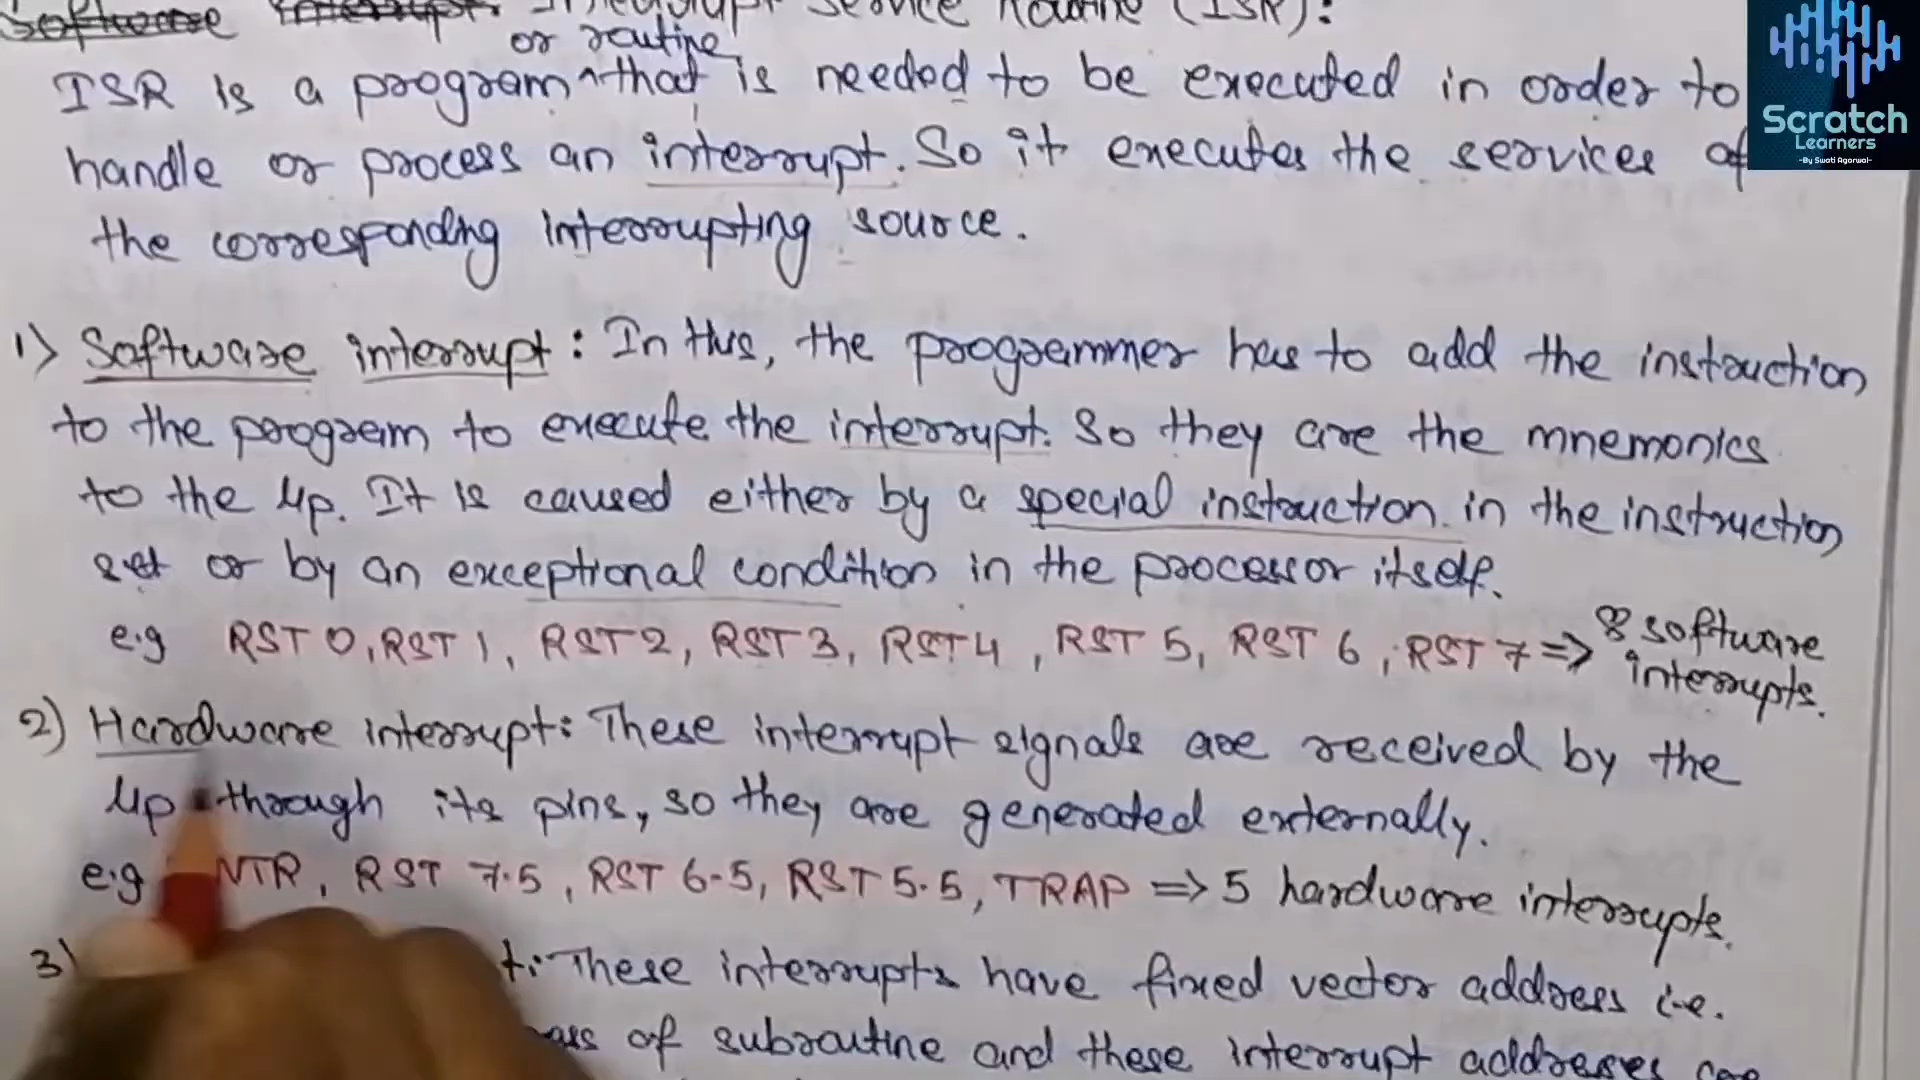 Software Interrupt. Interrupt Service Routine (ISR):
or routine
ISR is a program ^ that is needed to be executed in order to
handle or process an interrupt. So it executes the services of
the corresponding interrupting source.
1) Software interrupt: In this, the programmer has to add the instruction
to the program to execute the interrupt. So they are the mnemonics
to the μp. It is caused either by a special instruction in the instruction
set or by an exceptional condition in the processor itself.
e.g RST 0, RST 1, RST 2, RST 3, RST 4, RST 5, RST 6, RST 7 => 8 software
interrupts.
2) Hardware interrupt: These interrupt signals are received by the
μp through its pins, so they are generated externally.
e.g NTR, RST 7.5, RST 6.5, RST 5.5, TRAP => 5 hardware interrupts.
3) t: These interrupts have fixed vector address i.e.
of subroutine and these interrupt addresses are
Scratch
Learners
-By Swati Agarwal-